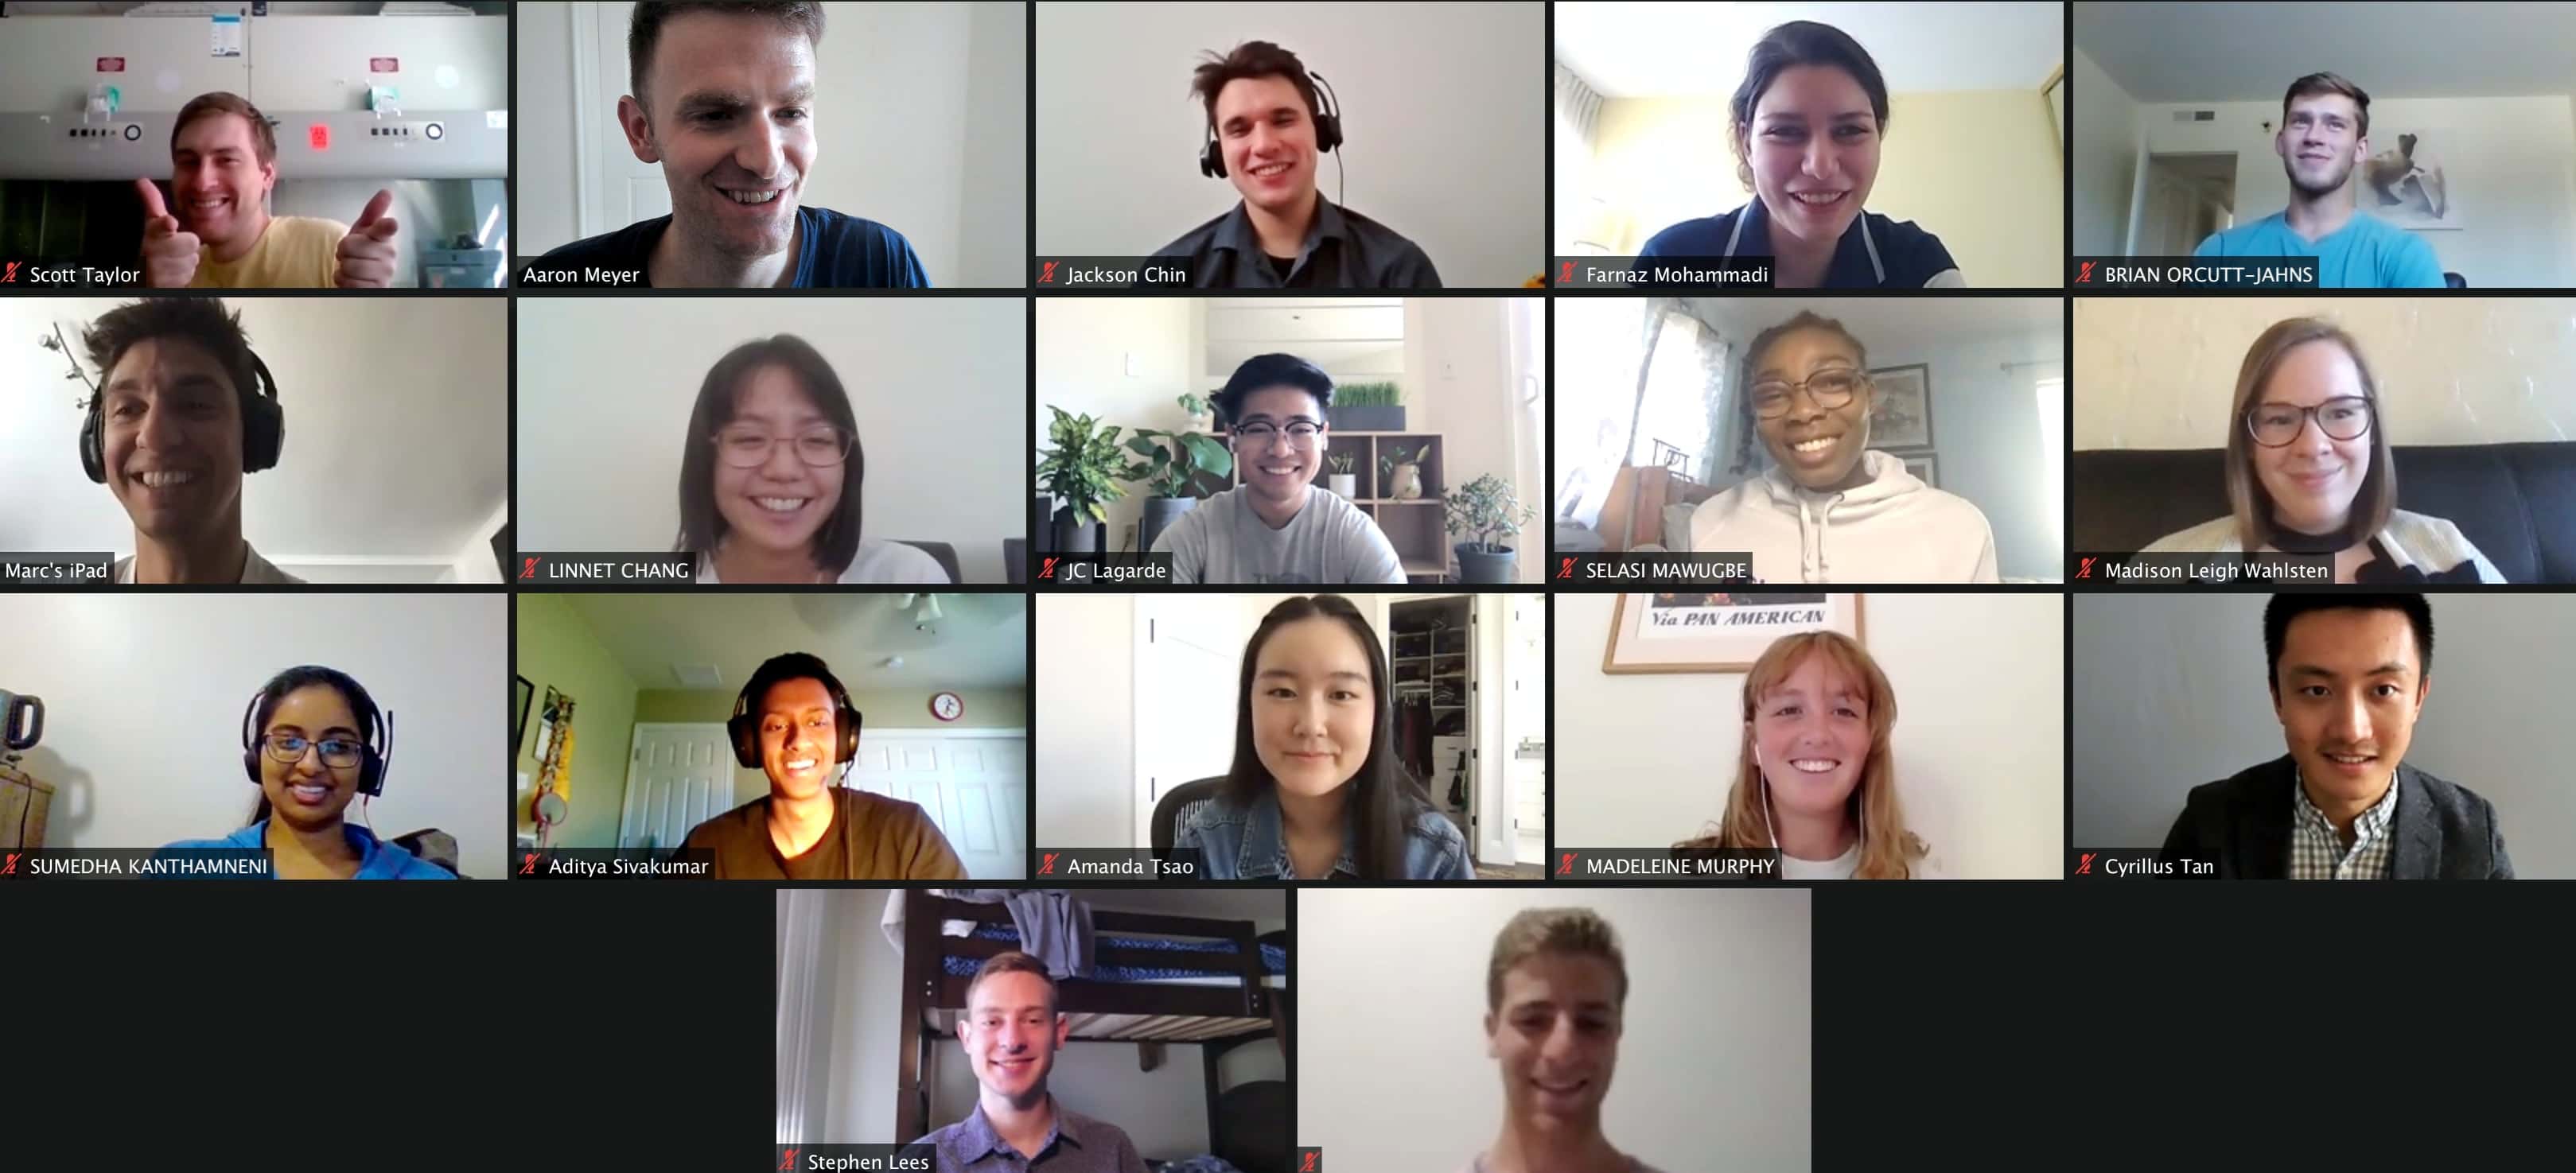 Scott Taylor
Aaron Meyer
Jackson Chin
Farnaz Mohammadi
BRIAN ORCUTT-JAHNS
Marc's iPad
LINNET CHANG
JC Lagarde
SELASI MAWUGBE
Madison Leigh Wahlsten
SUMEDHA KANTHAMNENI
Aditya Sivakumar
Amanda Tsao
Via PAN AMERICAN
MADELEINE MURPHY
Cyrillus Tan
Stephen Lees